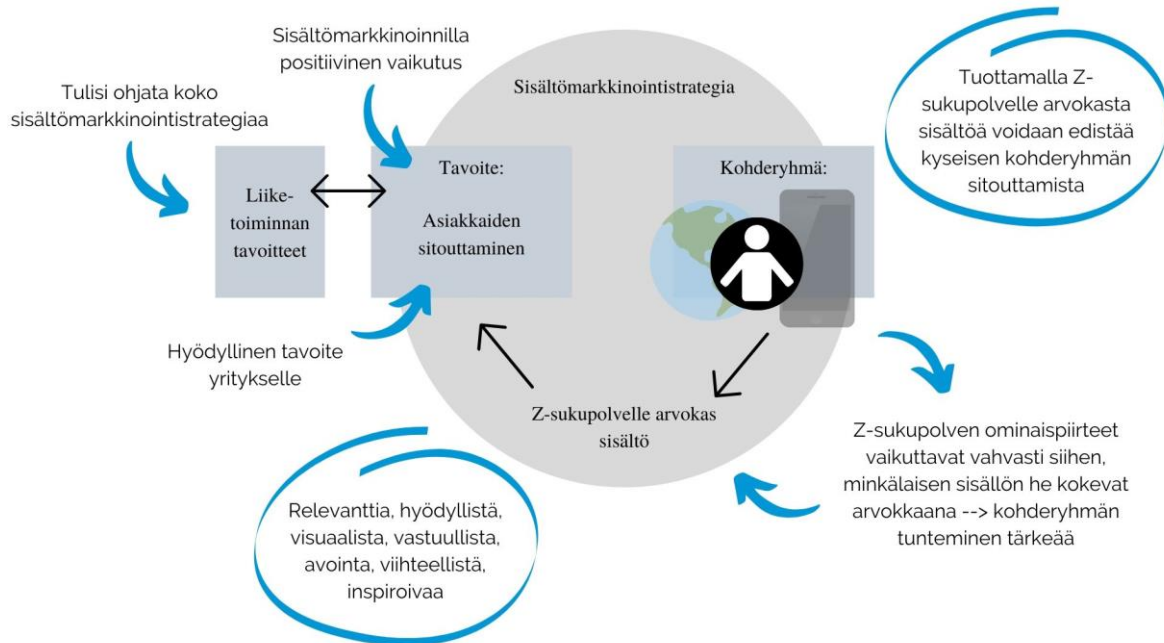 Sisältömarkkinoinnilla
positiivinen vaikutus
Tulisi ohjata koko
sisältömarkkinointistrategiaa
Sisältömarkkinointistrategia
Tuottamalla Z-
sukupolvelle arvokasta
sisältöä voidaan edistää
kyseisen kohderyhmän
sitouttamista
Liike-
toiminnan
tavoitteet
Tavoite:
Asiakkaiden
sitouttaminen
Kohderyhmä:
Hyödyllinen tavoite
yritykselle
Z-sukupolvelle arvokas
sisältö
Z-sukupolven ominaispiirteet
vaikuttavat vahvasti siihen,
minkälaisen sisällön he kokevat
arvokkaana --> kohderyhmän
tunteminen tärkeää
Relevanttia, hyödyllistä,
visuaalista, vastuullista,
avointa, viihteellistä,
inspiroivaa